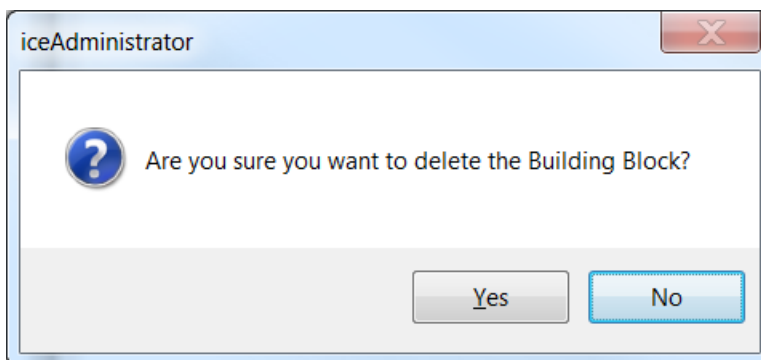 iceAdministrator
Are you sure you want to delete the Building Block?
Yes
No